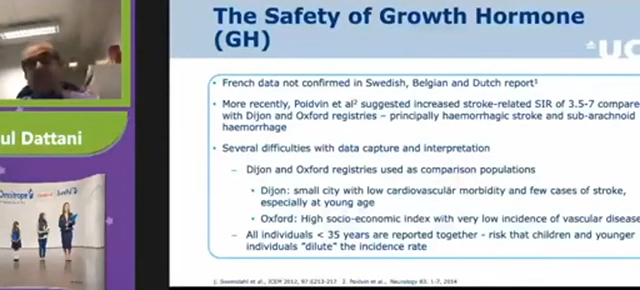 The Safety of Growth Hormone
(GH)
French data not confirmed in Swedish, Belgian and Dutch report¹
More recently, Poidvin et al² suggested increased stroke-related SIR of 3.5-7 compare
with Dijon and Oxford registries – principally haemorrhagic stroke and sub-arachnoid
haemorrhage
Several difficulties with data capture and interpretation
– Dijon and Oxford registries used as comparison populations
Dijon: small city with low cardiovascular morbidity and few cases of stroke,
especially at young age
Oxford: High socio-economic index with very low incidence of vascular disease
– All individuals < 35 years are reported together - risk that children and younger
individuals "dilute" the incidence rate
et al., JCEM 2012, 97:E213-217 2. Poidvin et al., Neurology 83, 1-7, 2014
UC
ul Dattani
Omnitrope